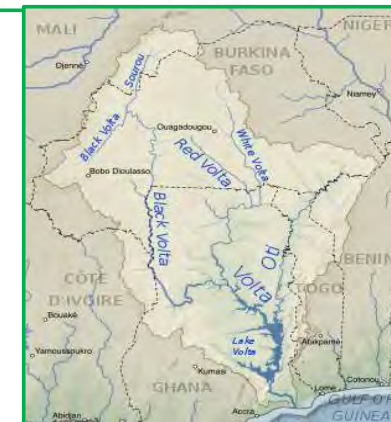 MALI
NIGER
Djenné
BURKINA
FASO
Sourou
Niamey
Black Volta
Ouagadougou
White Volta
Red Volta
Bobo Dioulasso
Black Volta
Oti
Volta
BENIN
CÔTE
D'IVOIRE
TOGO
Bouaké
Lake
Volta
Atakpamé
Yamoussoukro
Kumasi
GHANA
Cotonou
Lomé
Abidjan
Accra
GULF OF
GUINEA